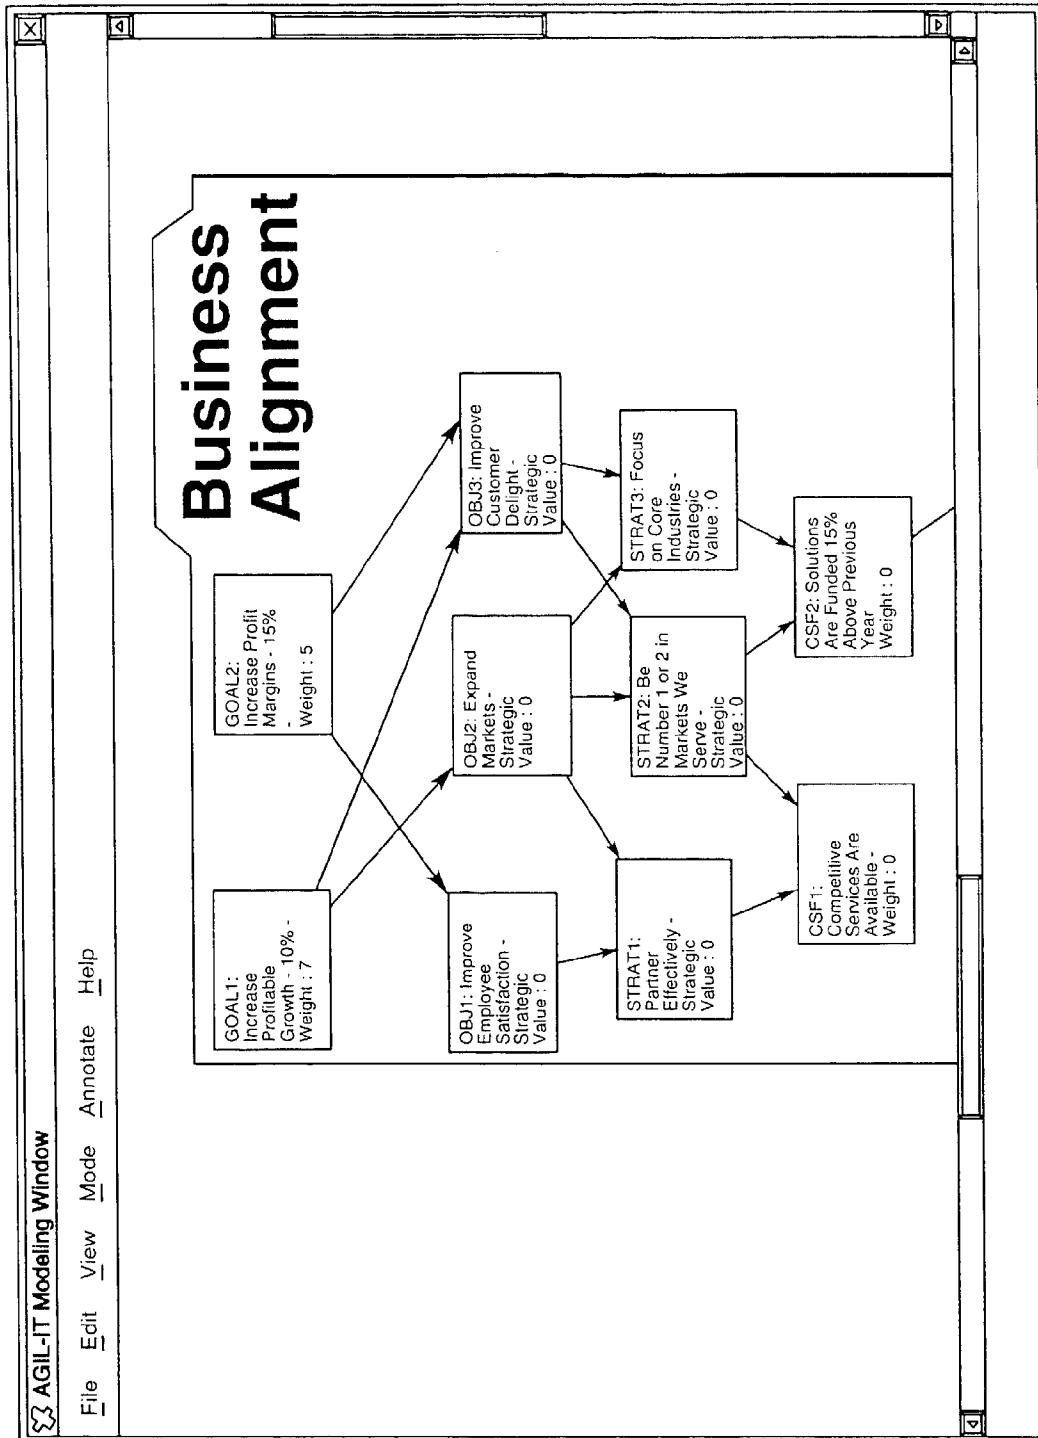 AGIL-IT Modeling Window
File Edit View Mode Annotate Help
Business
Alignment
GOAL1:
Increase
Profitable
Growth - 10% -
Weight : 7
GOAL2:
Increase Profit
Margins - 15%
-
Weight : 5
OBJ1: Improve
Employee
Satisfaction -
Strategic
Value : 0
OBJ2: Expand
Markets -
Strategic
Value : 0
OBJ3: Improve
Customer
Delight -
Strategic
Value : 0
STRAT1:
Partner
Effectively -
Strategic
Value : 0
STRAT2: Be
Number 1 or 2 in
Markets We
Serve -
Strategic
Value : 0
STRAT3: Focus
on Core
Industries -
Strategic
Value : 0
CSF1:
Competitive
Services Are
Available -
Weight : 0
CSF2: Solutions
Are Funded 15%
Above Previous
Year
Weight : 0